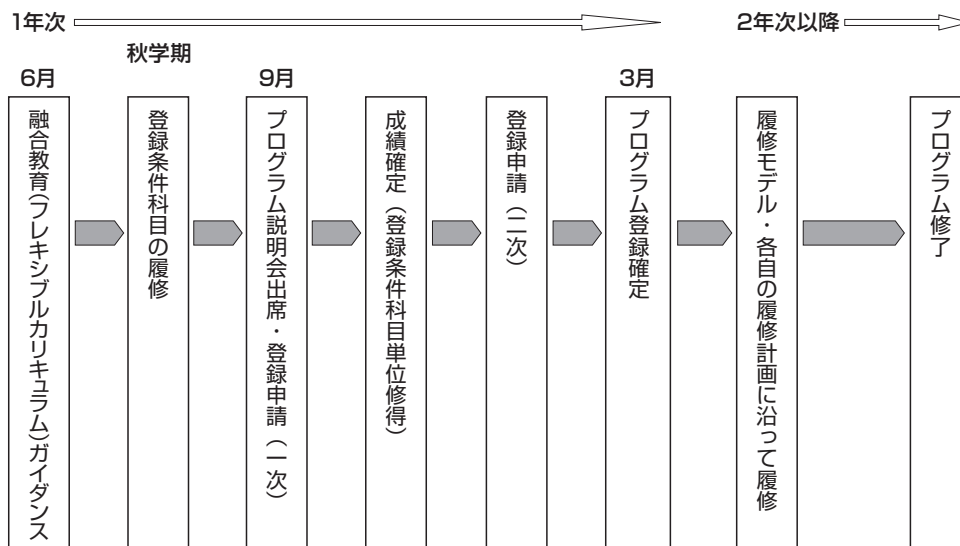 1年次
2年次以降
秋学期
6月
9月
3月
融合教育(フレキシブルカリキュラム)ガイダンス
登録条件科目の履修
プログラム説明会出席・登録申請(一次)
成績確定(登録条件科目単位修得)
登録申請(二次)
プログラム登録確定
履修モデル・各自の履修計画に沿って履修
プログラム修了